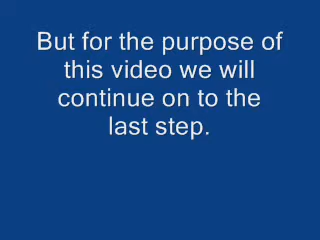 But for the purpose of
this video we will
continue on to the
last step.